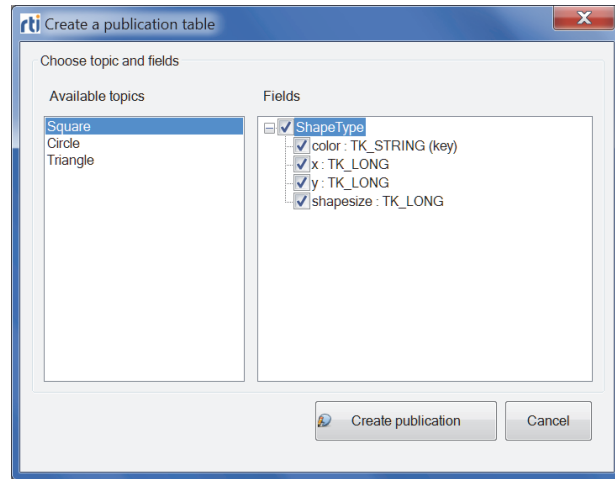 rti Create a publication table
Choose topic and fields
Available topics
Fields
Square
Circle
Triangle
ShapeType
color : TK_STRING (key)
x : TK_LONG
y : TK_LONG
shapesize : TK_LONG
Create publication
Cancel